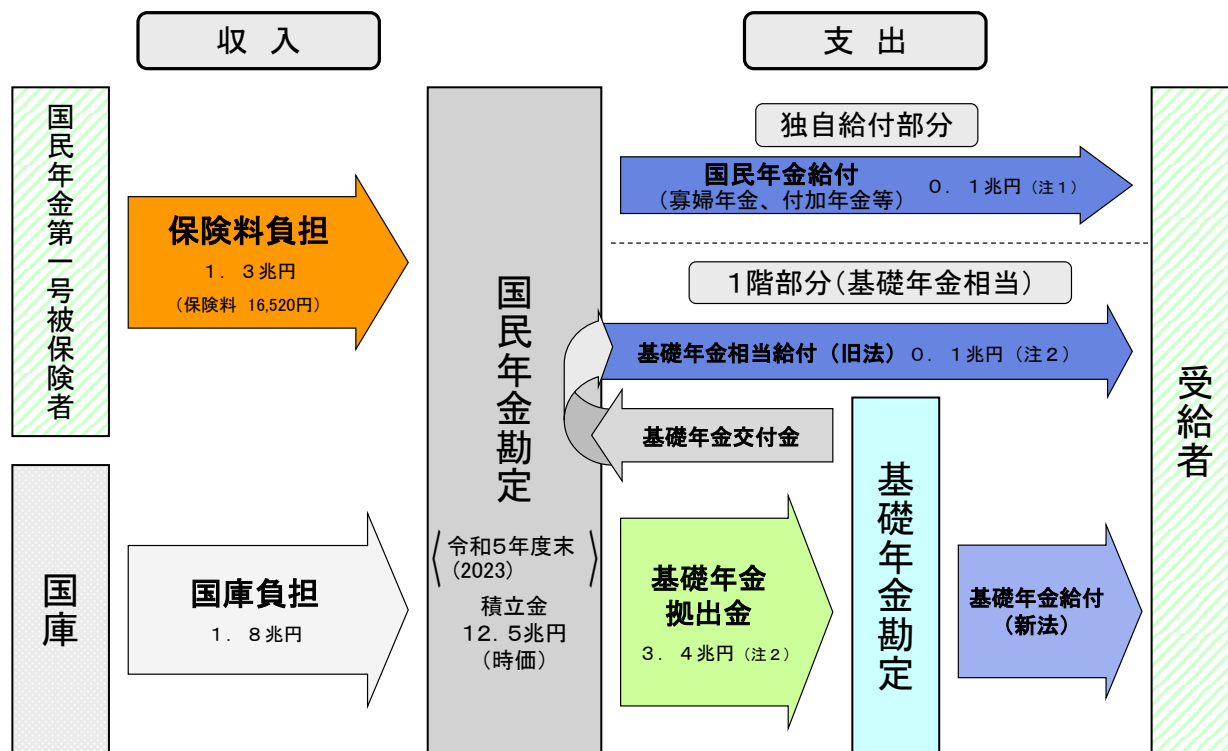 収 入
支 出
国民年金第一号被保険者
保険料負担
１．３兆円
（保険料 16,520円）
国庫
国庫負担
１．８兆円
国民年金勘定
令和5年度末
（2023）
積立金
12.5兆円
（時価）
独自給付部分
国民年金給付
（寡婦年金、付加年金等）
０．１兆円（注１）
１階部分（基礎年金相当）
基礎年金相当給付（旧法）０．１兆円（注２）
基礎年金交付金
基礎年金
拠出金
３．４兆円（注２）
基礎年金勘定
基礎年金給付
（新法）
受給者